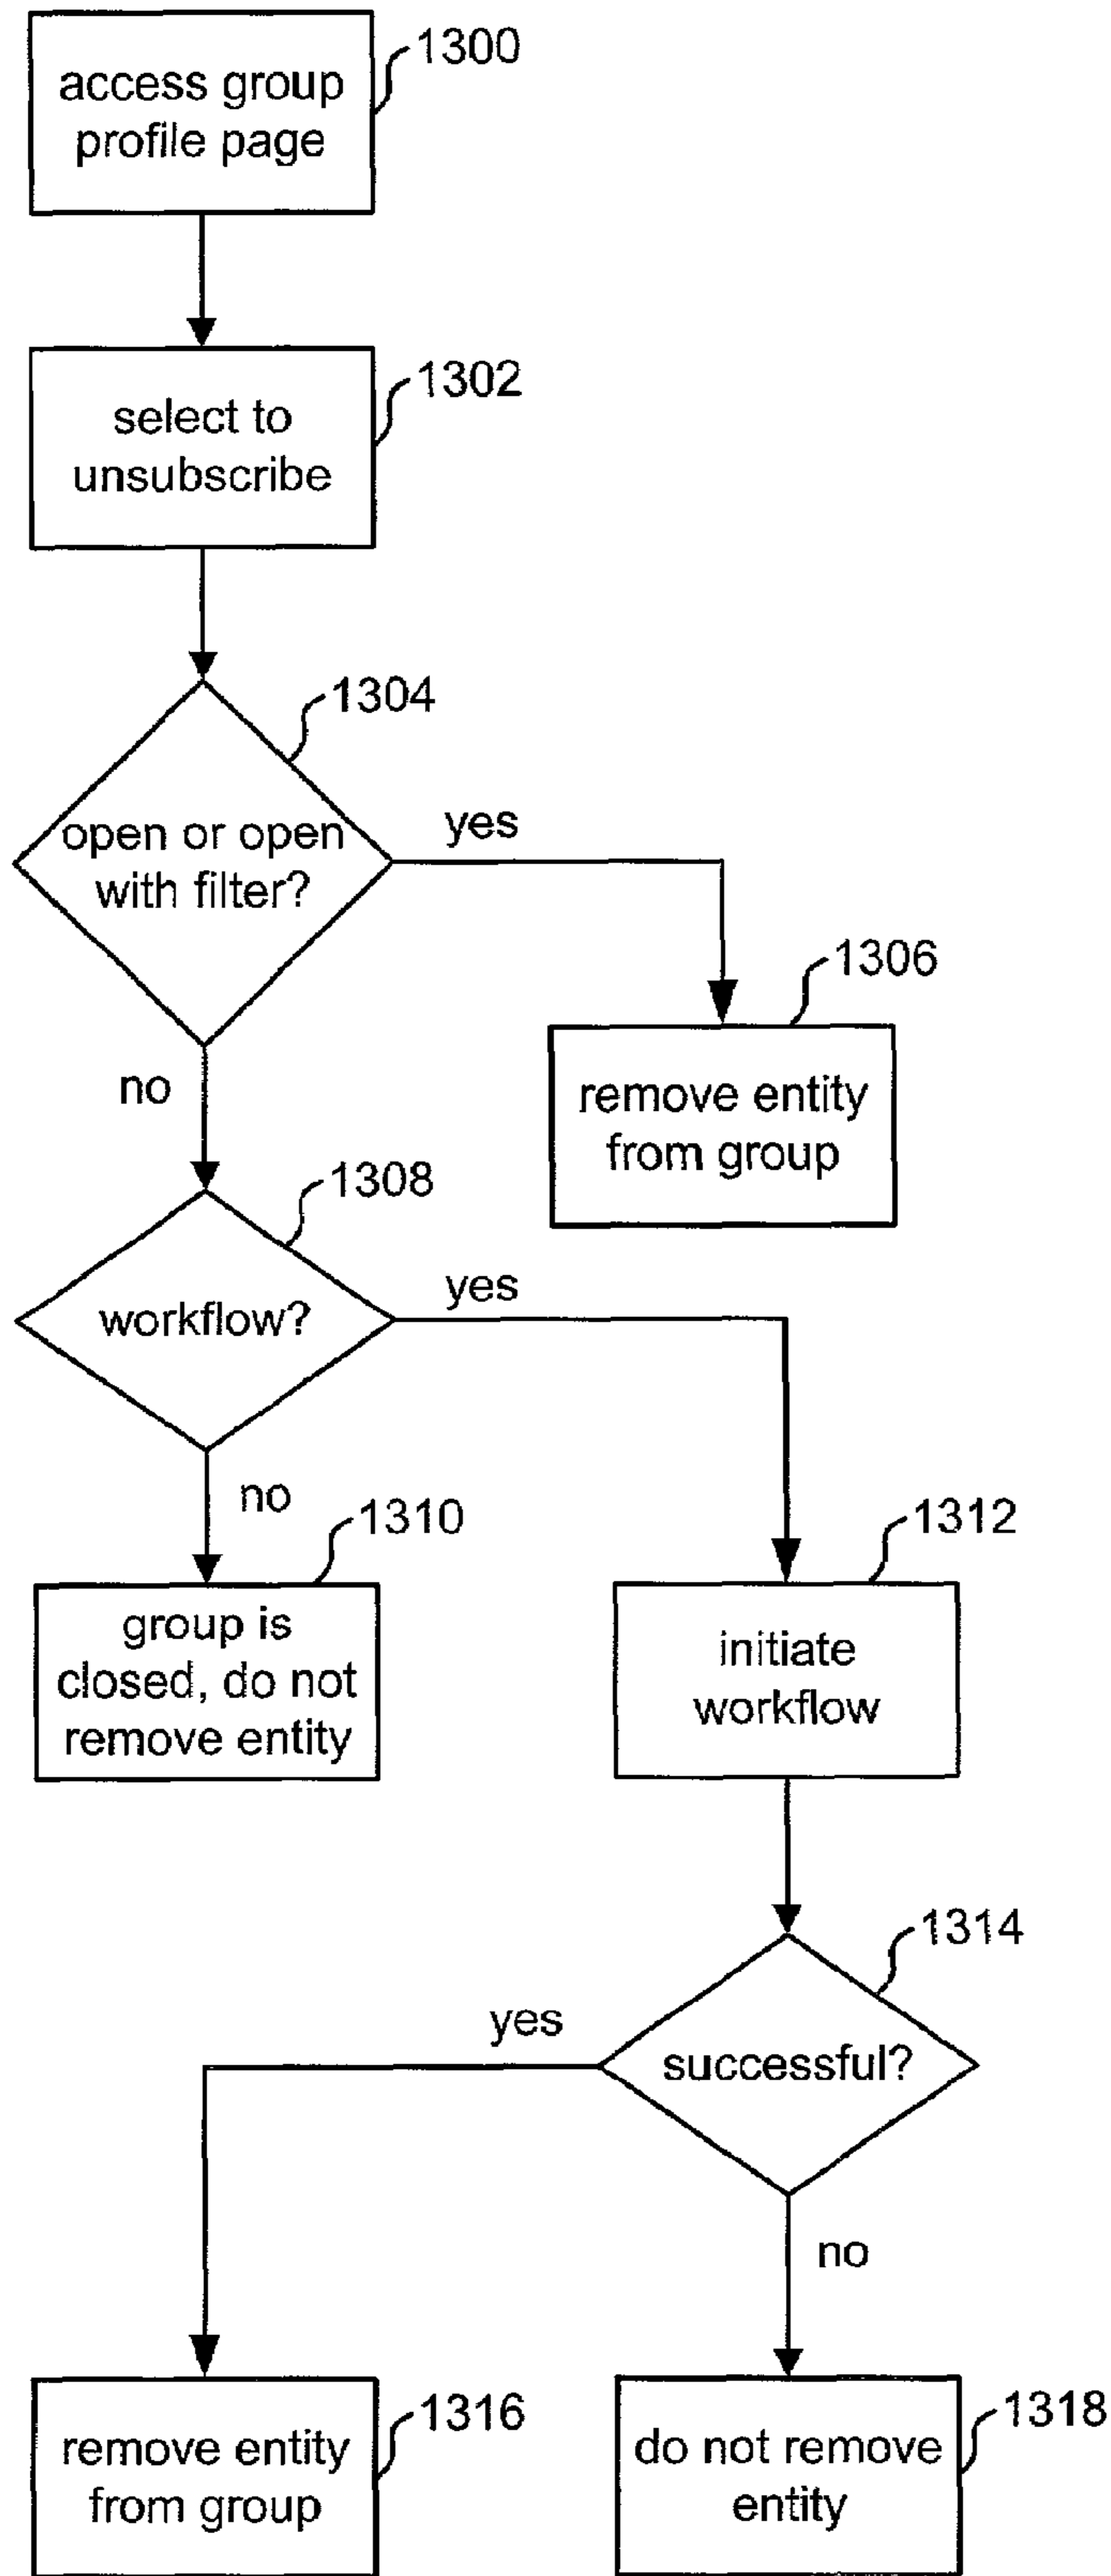 1300
access group
profile page
1302
select to
unsubscribe
1304
open or open
with filter?
yes
1306
remove entity
from group
no
1308
workflow?
yes
no
1310
group is
closed, do not
remove entity
1312
initiate
workflow
1314
successful?
yes
no
1316
remove entity
from group
1318
do not remove
entity